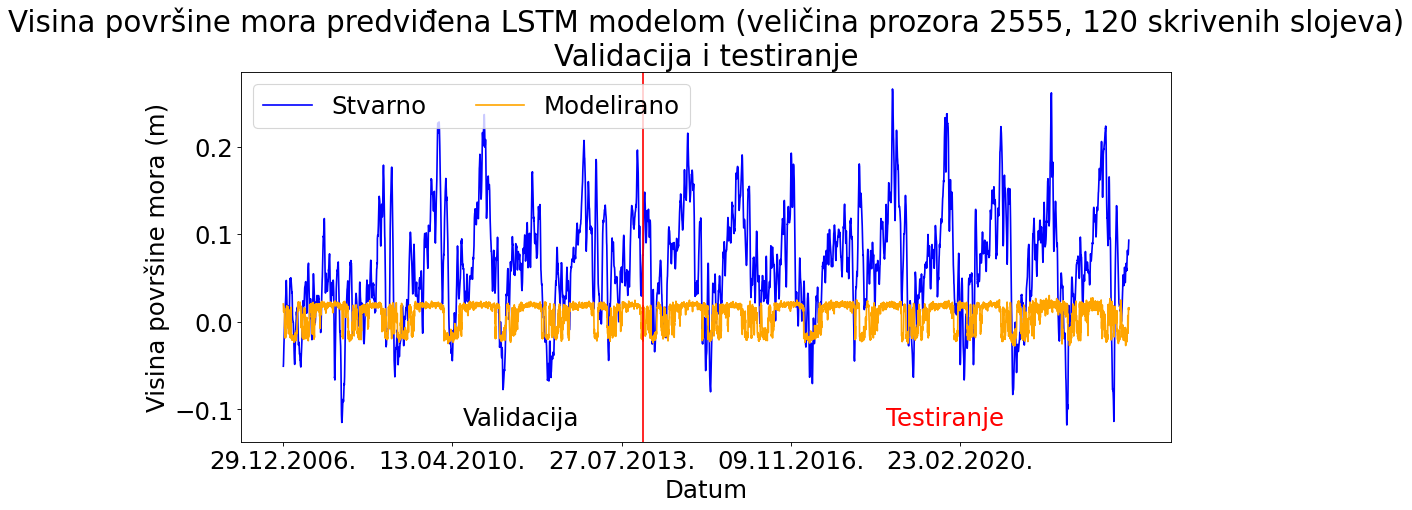 Visina površine mora predviđena LSTM modelom (veličina prozora 2555, 120 skrivenih slojeva)
Validacija i testiranje
Stvarno Modelirano
Visina površine mora (m)
0.2
0.1
0.0
−0.1
Validacija
Testiranje
29.12.2006. 13.04.2010. 27.07.2013. 09.11.2016. 23.02.2020.
Datum